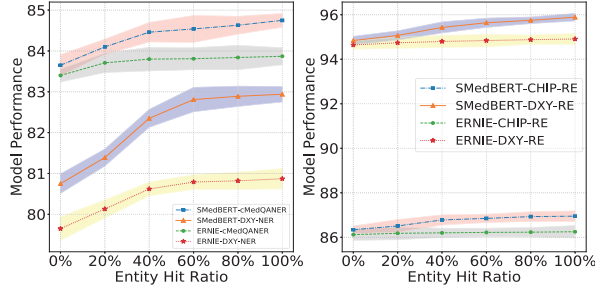 85
84
83
82
81
80
Model Performance
0% 20% 40% 60% 80% 100%
Entity Hit Ratio
SMedBERT-cMedQANER
SMedBERT-DXY-NER
ERNIE-cMedQANER
ERNIE-DXY-NER
96
94
92
90
88
86
Model Performance
0% 20% 40% 60% 80% 100%
Entity Hit Ratio
SMedBERT-CHIP-RE
SMedBERT-DXY-RE
ERNIE-CHIP-RE
ERNIE-DXY-RE